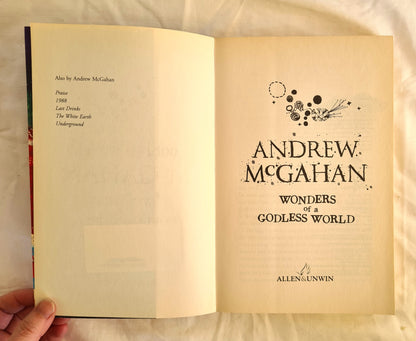 Also by Andrew McGahan
Praise
1988
Last Drinks
The White Earth
Underground
ANDREW
McGAHAN
WONDERS
of a
GODLESS WORLD
ALLEN&UNWIN